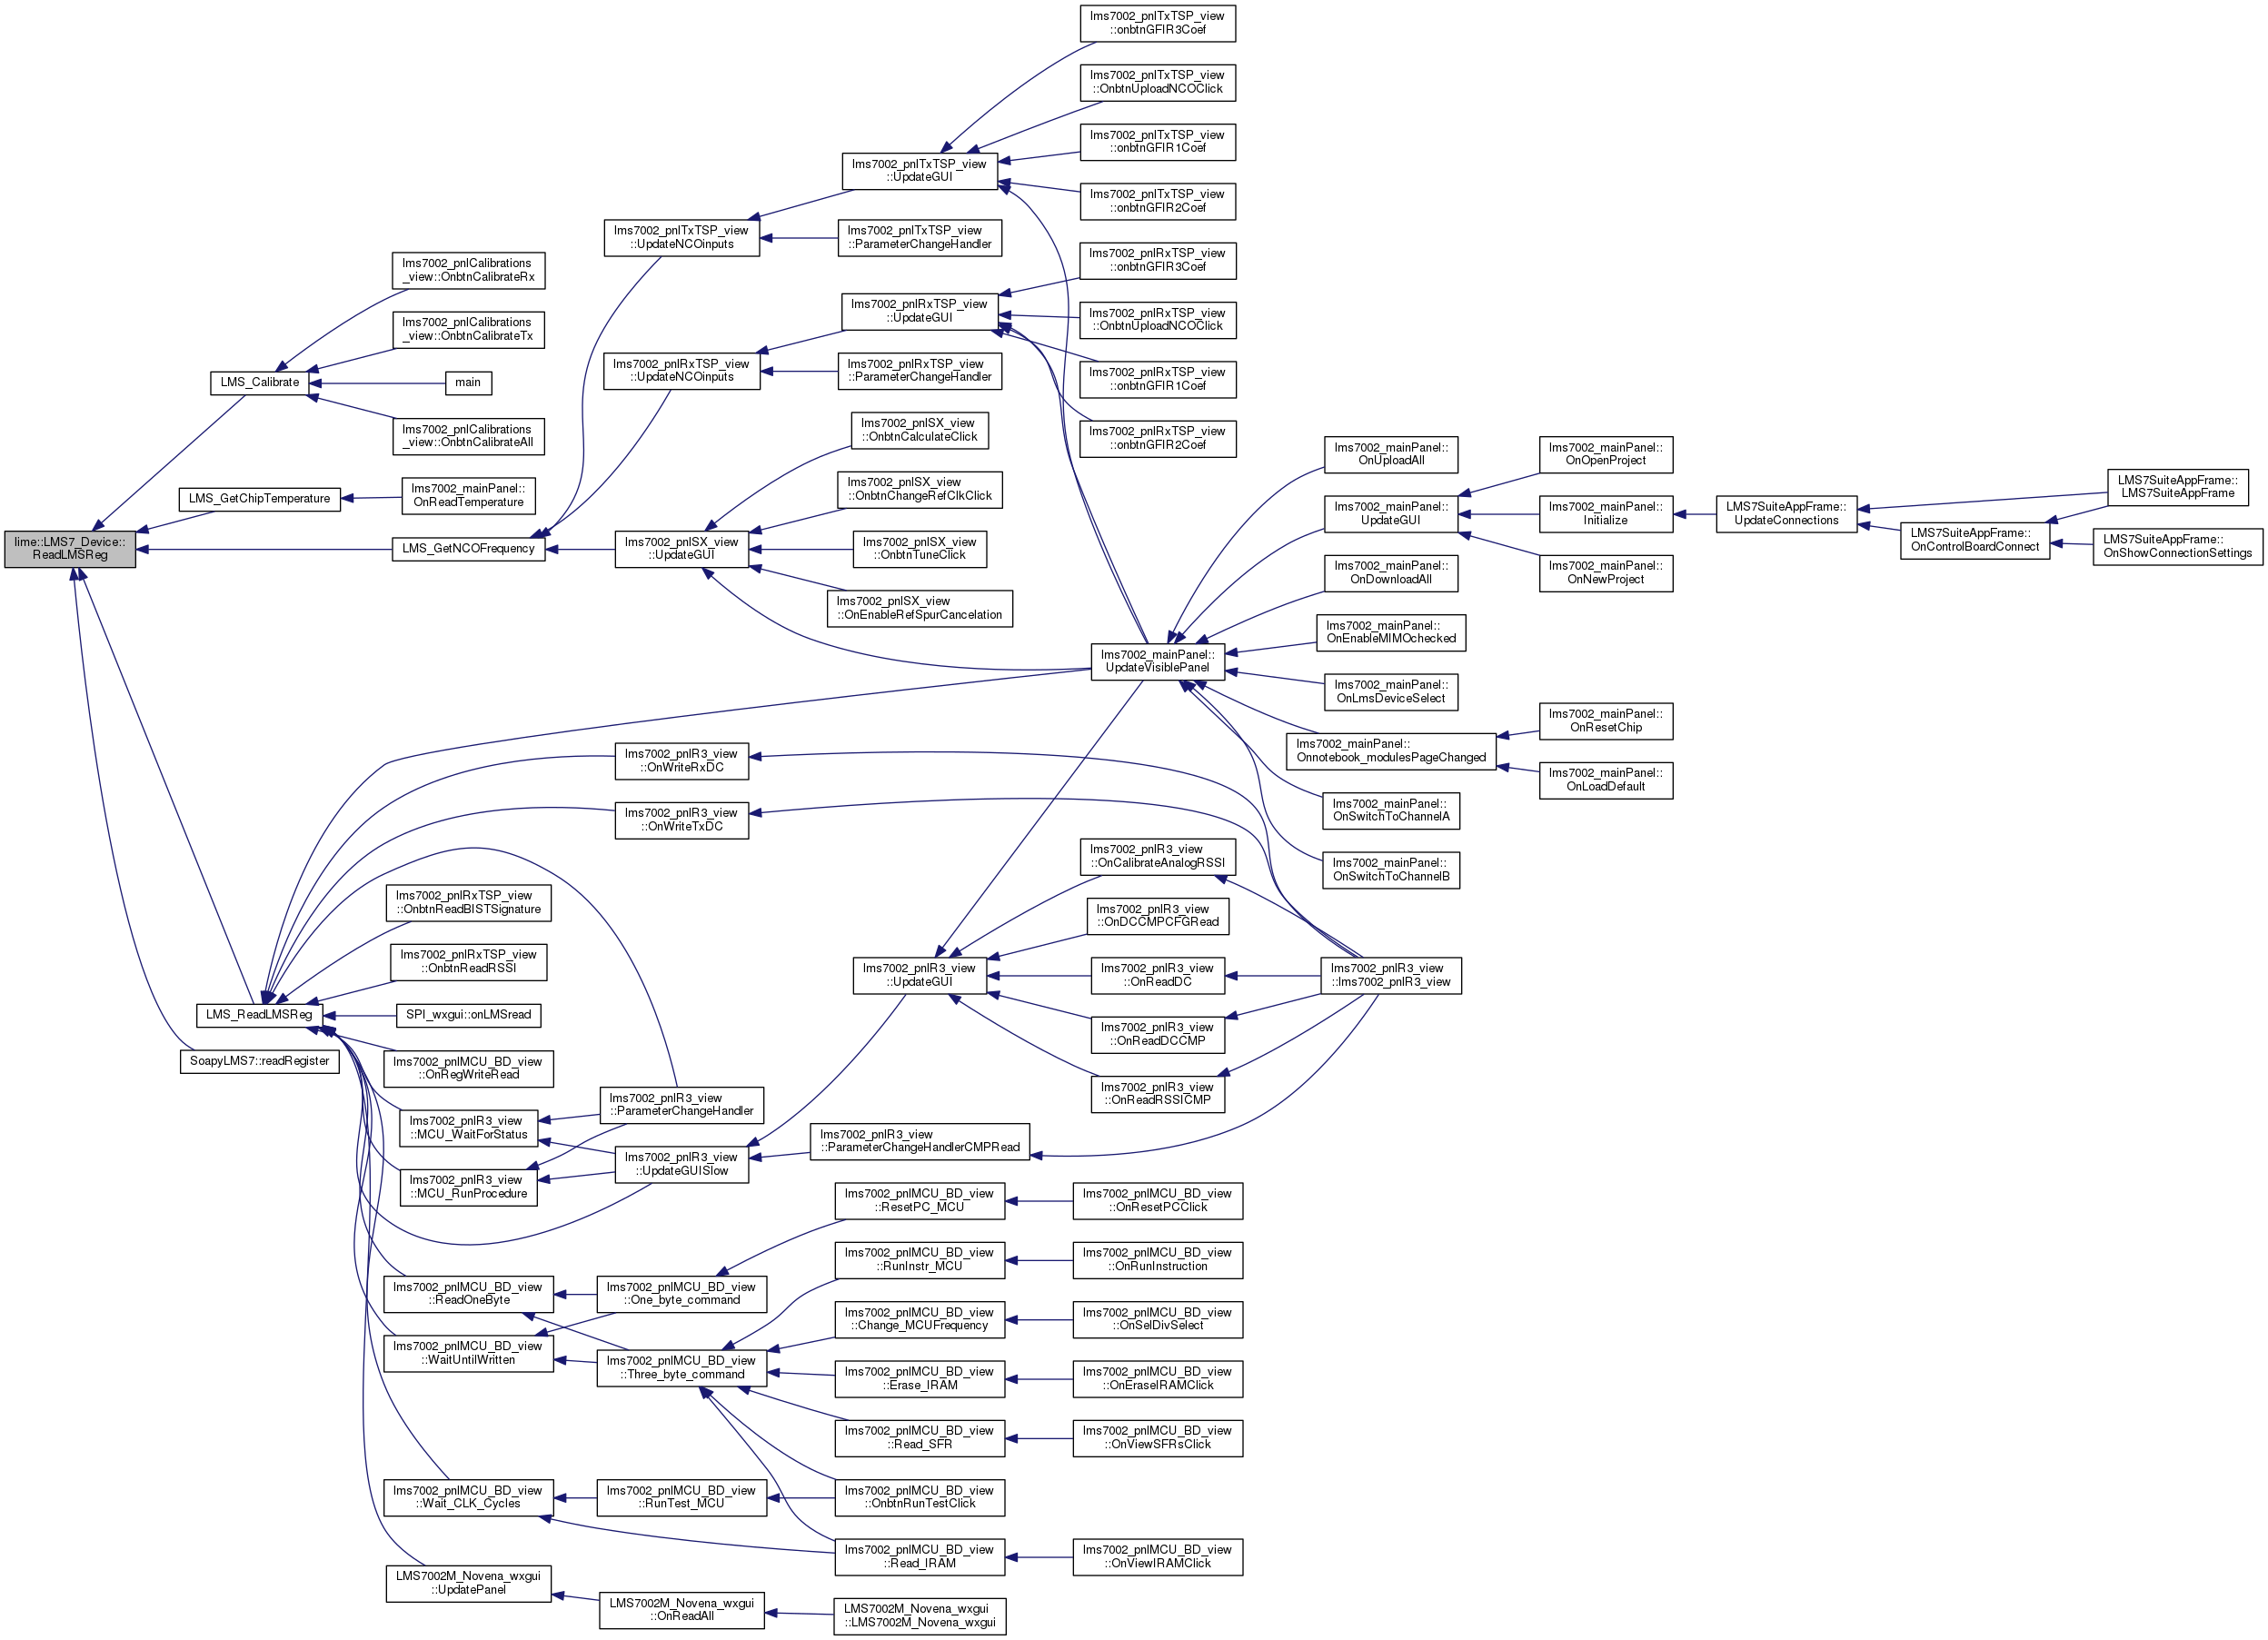 lime::LMS7_Device::
ReadLMSReg
LMS_Calibrate
LMS_GetChipTemperature
LMS_GetNCOFrequency
LMS_ReadLMSReg
SoapyLMS7::readRegister
lms7002_pnlCalibrations
_view::OnbtnCalibrateRx
lms7002_pnlCalibrations
_view::OnbtnCalibrateTx
main
lms7002_pnlCalibrations
_view::OnbtnCalibrateAll
lms7002_mainPanel::
OnReadTemperature
lms7002_pnlTxTSP_view
::UpdateNCOinputs
lms7002_pnlRxTSP_view
::UpdateNCOinputs
lms7002_pnlSX_view
::UpdateGUI
lms7002_pnlTxTSP_view
::UpdateGUI
lms7002_pnlTxTSP_view
::ParameterChangeHandler
lms7002_pnlRxTSP_view
::UpdateGUI
lms7002_pnlRxTSP_view
::ParameterChangeHandler
lms7002_pnlSX_view
::OnbtnCalculateClick
lms7002_pnlSX_view
::OnbtnChangeRefClkClick
lms7002_pnlSX_view
::OnbtnTuneClick
lms7002_pnlSX_view
::OnEnableRefSpurCancelation
lms7002_pnlTxTSP_view
::onbtnGFIR3Coef
lms7002_pnlTxTSP_view
::OnbtnUploadNCOClick
lms7002_pnlTxTSP_view
::onbtnGFIR1Coef
lms7002_pnlTxTSP_view
::onbtnGFIR2Coef
lms7002_pnlRxTSP_view
::onbtnGFIR3Coef
lms7002_pnlRxTSP_view
::OnbtnUploadNCOClick
lms7002_pnlRxTSP_view
::onbtnGFIR1Coef
lms7002_pnlRxTSP_view
::onbtnGFIR2Coef
lms7002_mainPanel::
UpdateVisiblePanel
lms7002_mainPanel::
OnUploadAll
lms7002_mainPanel::
UpdateGUI
lms7002_mainPanel::
OnDownloadAll
lms7002_mainPanel::
OnEnableMIMOchecked
lms7002_mainPanel::
OnLmsDeviceSelect
lms7002_mainPanel::
Onnotebook_modulesPageChanged
lms7002_mainPanel::
OnSwitchToChannelA
lms7002_mainPanel::
OnSwitchToChannelB
lms7002_mainPanel::
OnOpenProject
lms7002_mainPanel::
Initialize
lms7002_mainPanel::
OnNewProject
lms7002_mainPanel::
OnResetChip
lms7002_mainPanel::
OnLoadDefault
LMS7SuiteAppFrame::
UpdateConnections
LMS7SuiteAppFrame::
LMS7SuiteAppFrame
LMS7SuiteAppFrame::
OnControlBoardConnect
LMS7SuiteAppFrame::
OnShowConnectionSettings
lms7002_pnlR3_view
::OnWriteRxDC
lms7002_pnlR3_view
::OnWriteTxDC
lms7002_pnlRxTSP_view
::OnbtnReadBISTSignature
lms7002_pnlRxTSP_view
::OnbtnReadRSSI
SPI_wxgui::onLMSread
lms7002_pnlMCU_BD_view
::OnRegWriteRead
lms7002_pnlR3_view
::MCU_WaitForStatus
lms7002_pnlR3_view
::MCU_RunProcedure
lms7002_pnlR3_view
::ParameterChangeHandler
lms7002_pnlR3_view
::UpdateGUISlow
lms7002_pnlR3_view
::UpdateGUI
lms7002_pnlR3_view
::ParameterChangeHandlerCMPRead
lms7002_pnlR3_view
::OnCalibrateAnalogRSSI
lms7002_pnlR3_view
::OnDCCMPCFGRead
lms7002_pnlR3_view
::OnReadDC
lms7002_pnlR3_view
::OnReadDCCMP
lms7002_pnlR3_view
::OnReadRSSICMP
lms7002_pnlR3_view
::lms7002_pnlR3_view
lms7002_pnlMCU_BD_view
::ReadOneByte
lms7002_pnlMCU_BD_view
::WaitUntilWritten
lms7002_pnlMCU_BD_view
::One_byte_command
lms7002_pnlMCU_BD_view
::Three_byte_command
lms7002_pnlMCU_BD_view
::ResetPC_MCU
lms7002_pnlMCU_BD_view
::OnResetPCClick
lms7002_pnlMCU_BD_view
::RunInstr_MCU
lms7002_pnlMCU_BD_view
::OnRunInstruction
lms7002_pnlMCU_BD_view
::Change_MCUFrequency
lms7002_pnlMCU_BD_view
::OnSelDivSelect
lms7002_pnlMCU_BD_view
::Erase_IRAM
lms7002_pnlMCU_BD_view
::OnEraseIRAMClick
lms7002_pnlMCU_BD_view
::Read_SFR
lms7002_pnlMCU_BD_view
::OnViewSFRsClick
lms7002_pnlMCU_BD_view
::Wait_CLK_Cycles
lms7002_pnlMCU_BD_view
::RunTest_MCU
lms7002_pnlMCU_BD_view
::OnbtnRunTestClick
lms7002_pnlMCU_BD_view
::Read_IRAM
lms7002_pnlMCU_BD_view
::OnViewIRAMClick
LMS7002M_Novena_wxgui
::UpdatePanel
LMS7002M_Novena_wxgui
::OnReadAll
LMS7002M_Novena_wxgui
::LMS7002M_Novena_wxgui